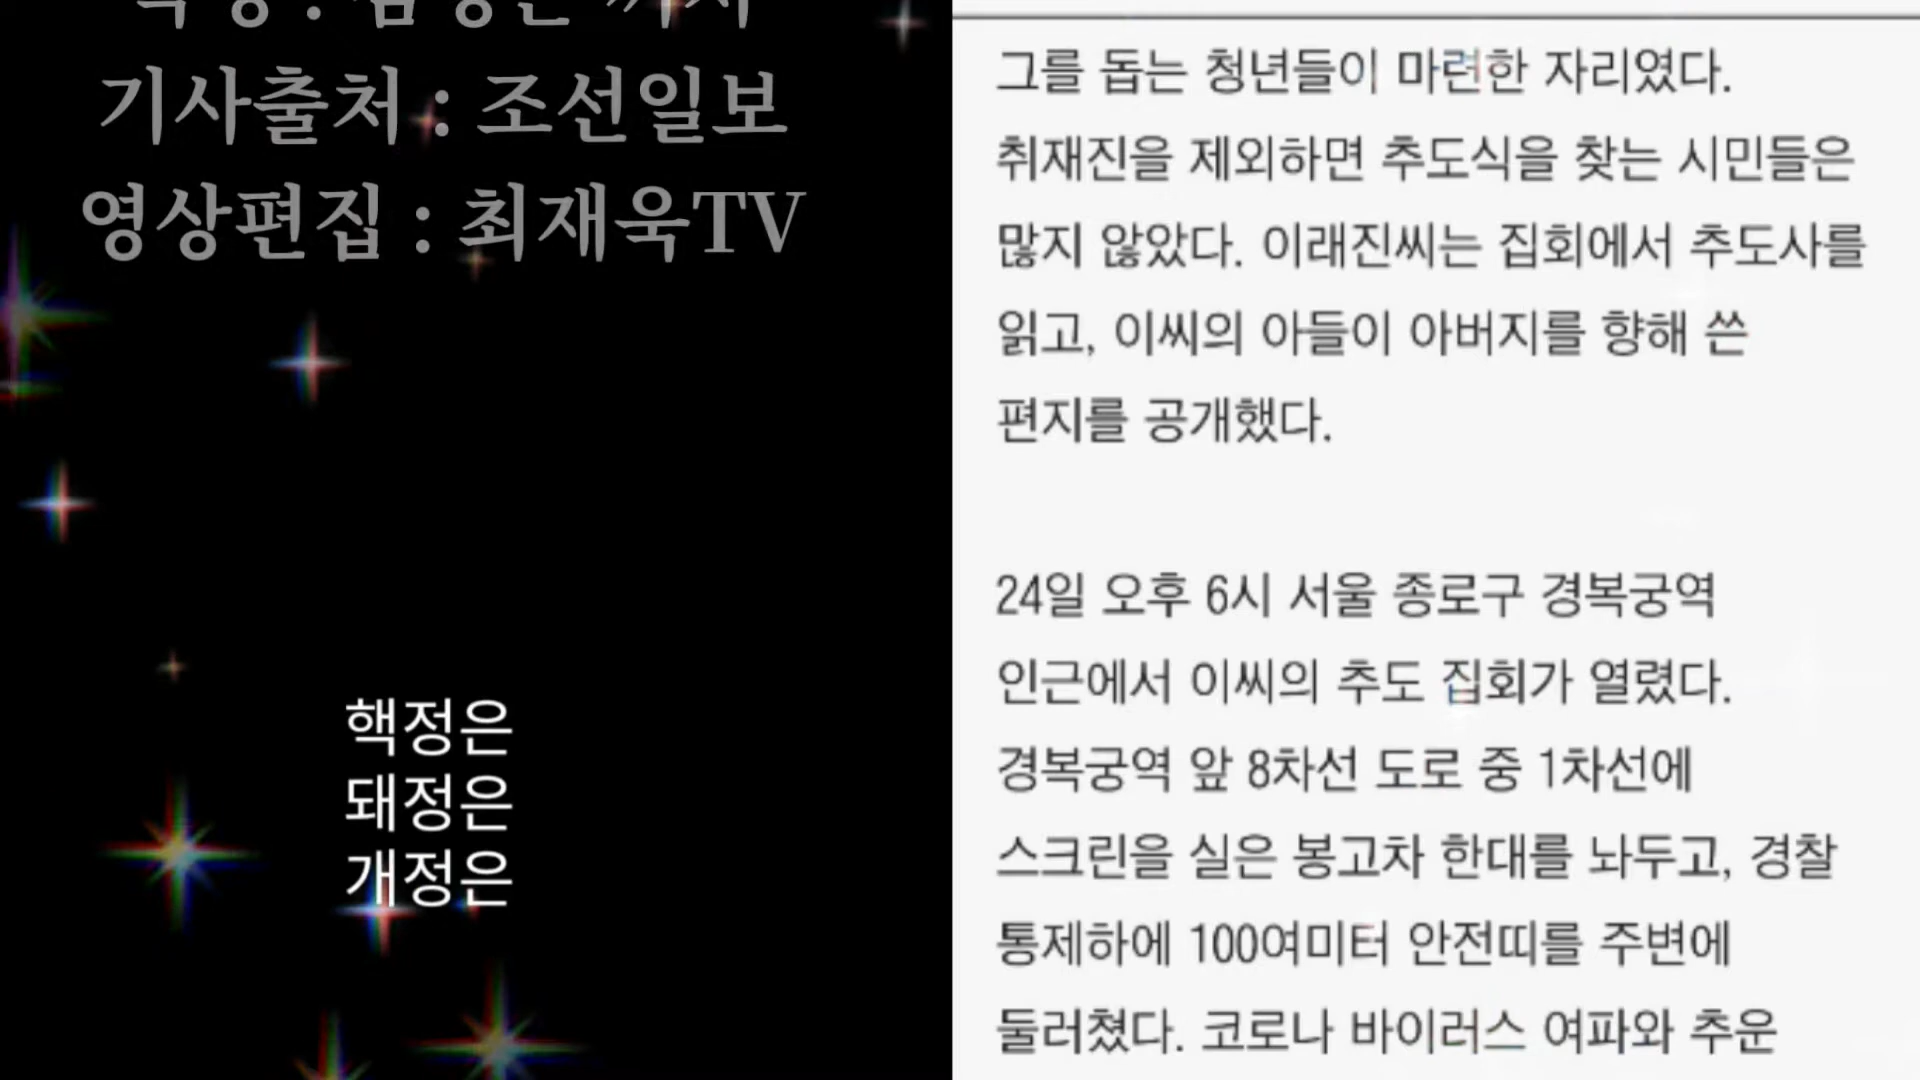 기사출처 : 조선일보
영상편집 : 최재욱TV
핵정은
돼정은
개정은
그를 돕는 청년들이 마련한 자리였다.
취재진을 제외하면 추도식을 찾는 시민들은
많지 않았다. 이래진씨는 집회에서 추도사를
읽고, 이씨의 아들이 아버지를 향해 쓴
편지를 공개했다.
24일 오후 6시 서울 종로구 경복궁역
인근에서 이씨의 추도 집회가 열렸다.
경복궁역 앞 8차선 도로 중 1차선에
스크린을 실은 봉고차 한대를 놔두고, 경찰
통제하에 100여미터 안전띠를 주변에
둘러쳤다. 코로나 바이러스 여파와 추운